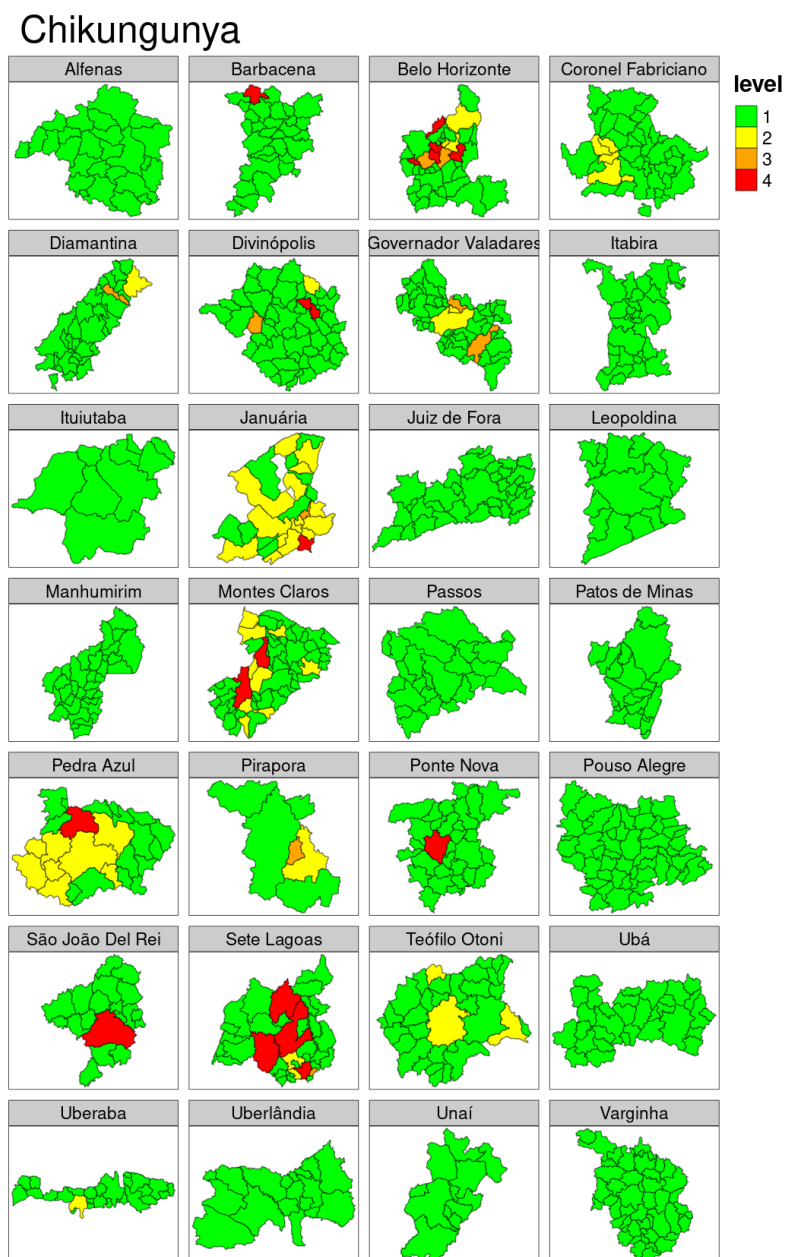 Chikungunya
Alfenas
Barbacena
Belo Horizonte
Coronel Fabriciano
level
1
2
3
4
Diamantina
Divinópolis
Governador Valadares
Itabira
Ituiutaba
Januária
Juiz de Fora
Leopoldina
Manhumirim
Montes Claros
Passos
Patos de Minas
Pedra Azul
Pirapora
Ponte Nova
Pouso Alegre
São João Del Rei
Sete Lagoas
Teófilo Otoni
Ubá
Uberaba
Uberlândia
Unaí
Varginha